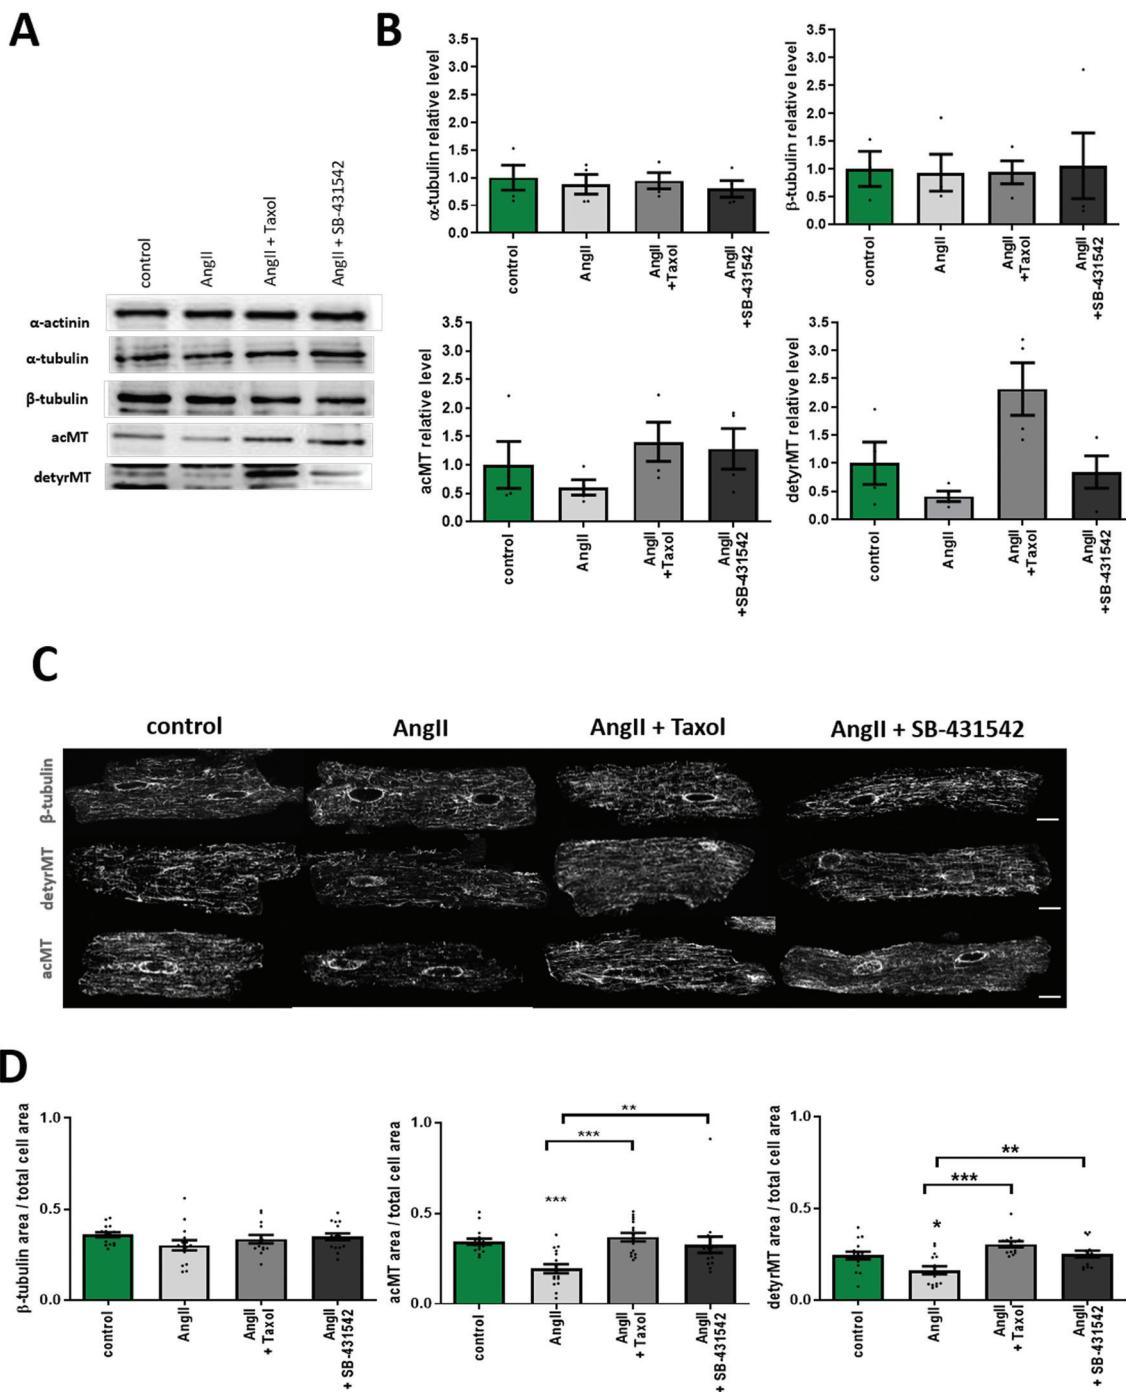 A
control
AngII
AngII + Taxol
AngII + SB-431542
α-actinin
α-tubulin
β-tubulin
acMT
detyrMT
B
α-tubulin relative level
3.5
3.0
2.5
2.0
1.5
1.0
0.5
0.0
control
AngII
AngII
+Taxol
AngII
+SB-431542
β-tubulin relative level
3.5
3.0
2.5
2.0
1.5
1.0
0.5
0.0
control
AngII
AngII
+Taxol
AngII
+SB-431542
acMT relative level
3.5
3.0
2.5
2.0
1.5
1.0
0.5
0.0
control
AngII
AngII
+Taxol
AngII
+SB-431542
detyrMT relative level
3.5
3.0
2.5
2.0
1.5
1.0
0.5
0.0
control
AngII
AngII
+Taxol
AngII
+SB-431542
C
control
AngII
AngII + Taxol
AngII + SB-431542
β-tubulin
detyrMT
acMT
D
β-tubulin area / total cell area
1.0
0.5
0.0
control
AngII
AngII
+ Taxol
AngII
+ SB-431542
acMT area / total cell area
1.0
0.5
0.0
**
***
***
control
AngII
AngII
+ Taxol
AngII
+ SB-431542
detyrMT area / total cell area
1.0
0.5
0.0
**
***
*
control
AngII
AngII
+ Taxol
AngII
+ SB-431542